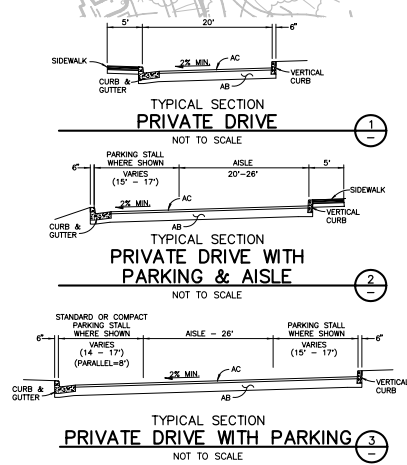 5' 20' 6"
SIDEWALK
2% MIN. AC
CURB &
GUTTER
VERTICAL
CURB
AB
TYPICAL SECTION
PRIVATE DRIVE
1
-
NOT TO SCALE
PARKING STALL
WHERE SHOWN
6" VARIES
(15' - 17')
AISLE
20'-26'
5'
SIDEWALK
2% MIN. AC
CURB &
GUTTER
AB
VERTICAL
CURB
TYPICAL SECTION
PRIVATE DRIVE WITH
PARKING & AISLE
2
-
NOT TO SCALE
STANDARD OR COMPACT
PARKING STALL
WHERE SHOWN
6" VARIES
(14 - 17')
(PARALLEL=8')
AISLE - 26'
PARKING STALL
WHERE SHOWN
VARIES
(15' - 17')
6"
2% MIN. AC
CURB &
GUTTER
AB
VERTICAL
CURB
TYPICAL SECTION
PRIVATE DRIVE WITH PARKING
3
-
NOT TO SCALE